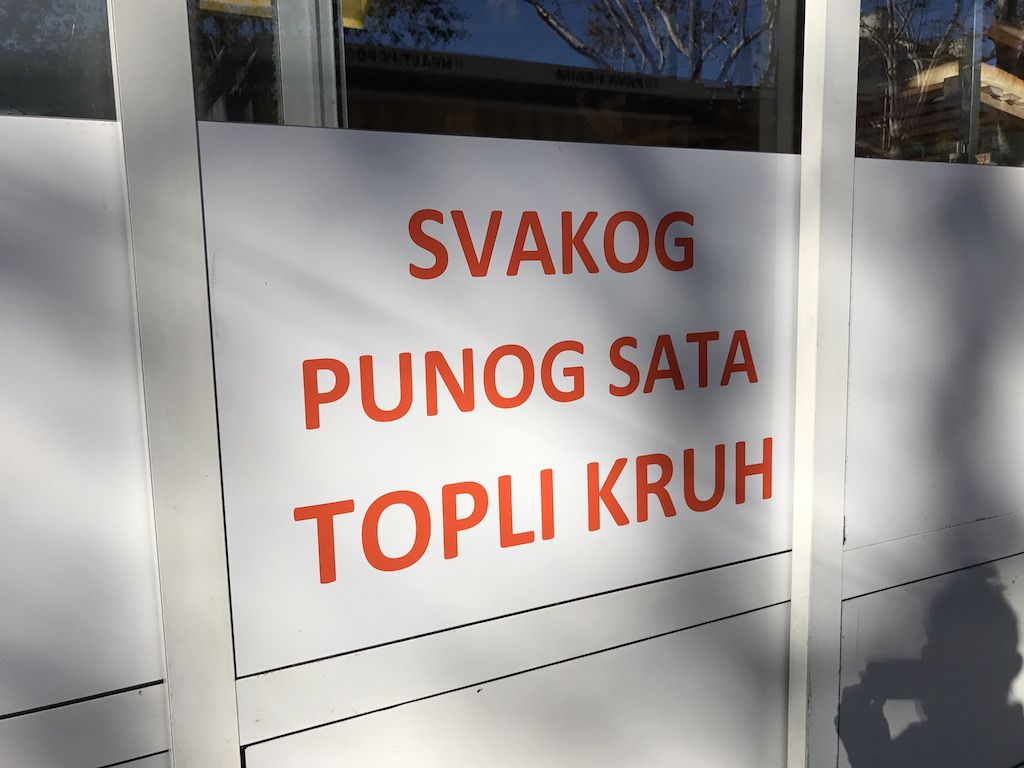 SVAKOG
PUNOG SATA
TOPLI KRUH